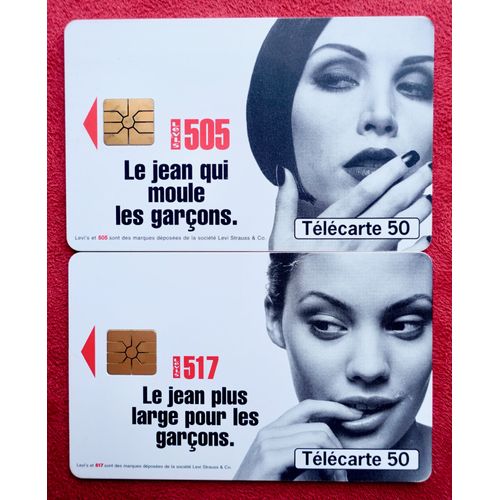 LEVI'S 505
Le jean qui
moule
les garçons.
Levi's et 505 sont des marques déposées de la société Levi Strauss & Co.
Télécarte 50
LEVI'S 517
Le jean plus
large pour les
garçons.
Levi's et 517 sont des marques déposées de la société Levi Strauss & Co.
Télécarte 50